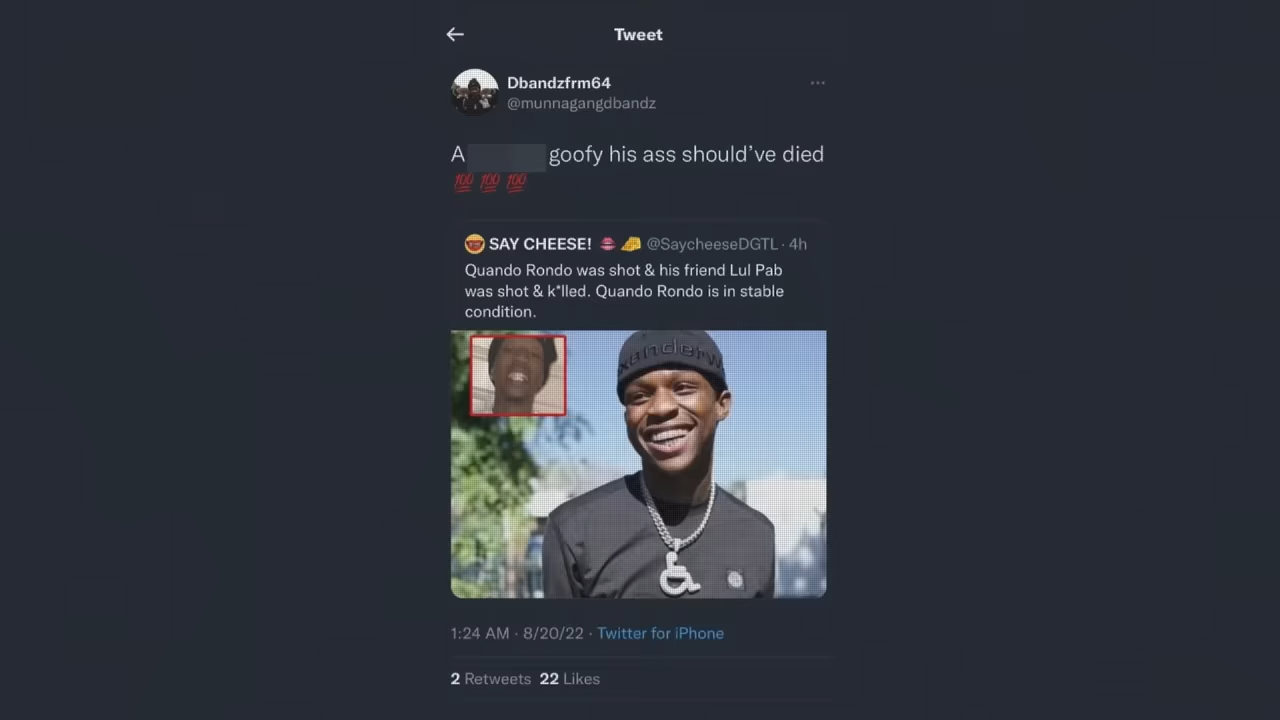 Tweet
Dbandzfrm64
@munnagangdbandz
A goofy his ass should've died
💯 💯 💯
SAY CHEESE! 👄 🧀 @SaycheeseDGTL · 4h
Quando Rondo was shot & his friend Lul Pab
was shot & k*lled. Quando Rondo is in stable
condition.
xanderw
1:24 AM · 8/20/22 · Twitter for iPhone
2 Retweets 22 Likes